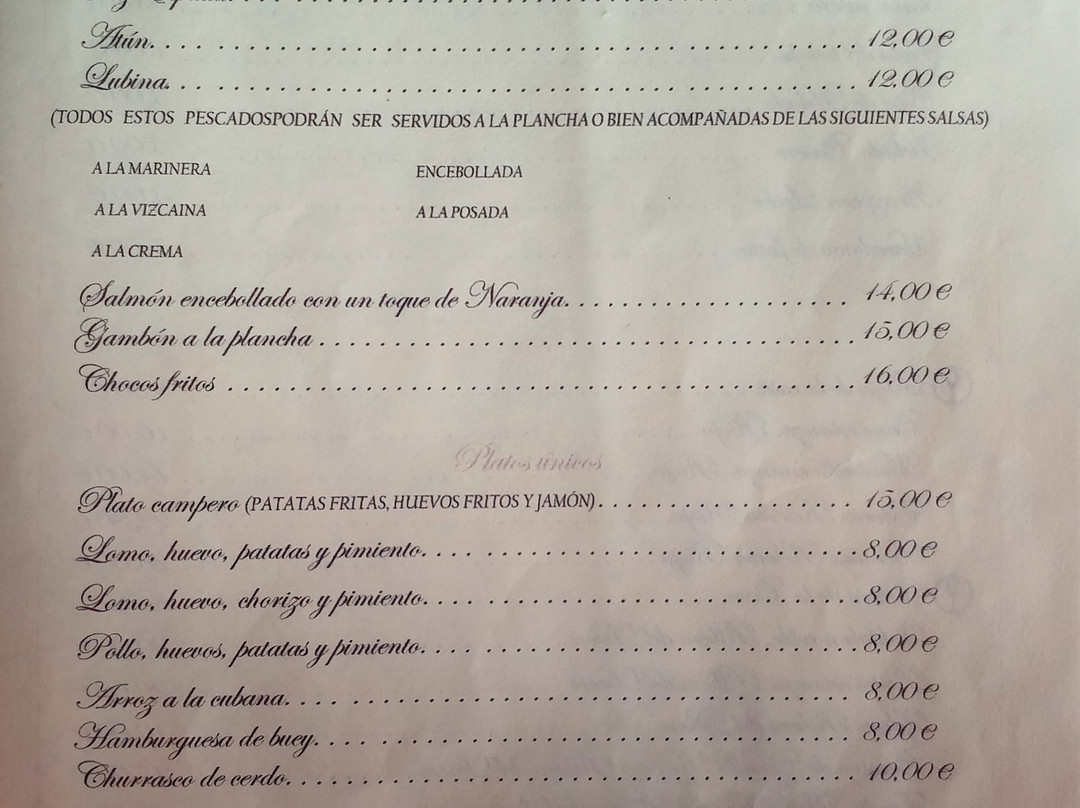 Atún. . . . . . . . . . . . . . . . . . . . . . . . . . . . . . 12,00 €
Lubina. . . . . . . . . . . . . . . . . . . . . . . . . . . . . . 12,00 €
(TODOS ESTOS PESCADOSPODRÁN SER SERVIDOS A LA PLANCHA O BIEN ACOMPAÑADAS DE LAS SIGUIENTES SALSAS)
A LA MARINERA ENCEBOLLADA
A LA VIZCAINA A LA POSADA
A LA CREMA
Salmón encebollado con un toque de Naranja. . . . . . . . . . . . . . . . 14,00 €
Gambón a la plancha . . . . . . . . . . . . . . . . . . . . . . . . . . 15,00 €
Chocos fritos . . . . . . . . . . . . . . . . . . . . . . . . . . . . . . 16,00 €
Platos únicos
Plato campero (PATATAS FRITAS, HUEVOS FRITOS Y JAMÓN). . . . . . . . . . . . . . 15,00 €
Lomo, huevo, patatas y pimiento. . . . . . . . . . . . . . . . . . . . . . . . 8,00 €
Lomo, huevo, chorizo y pimiento. . . . . . . . . . . . . . . . . . . . . . . . 8,00 €
Pollo, huevos, patatas y pimiento. . . . . . . . . . . . . . . . . . . . . . . . 8,00 €
Arroz a la cubana. . . . . . . . . . . . . . . . . . . . . . . . . . . . . . 8,00 €
Hamburguesa de buey. . . . . . . . . . . . . . . . . . . . . . . . . . . . 8,00 €
Churrasco de cerdo. . . . . . . . . . . . . . . . . . . . . . . . . . . . . 10,00 €